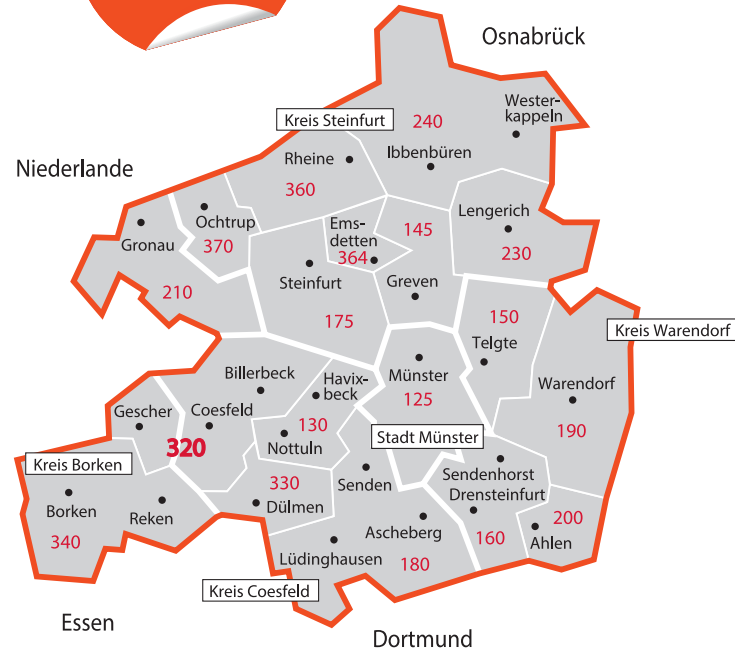 Osnabrück
Wester-
kappeln
Kreis Steinfurt
240
Ibbenbüren
Rheine
360
Niederlande
Ochtrup
370
Gronau
210
Ems-
detten
364
145
Lengerich
230
Steinfurt
175
Greven
150
Telgte
Kreis Warendorf
Warendorf
190
Billerbeck
Havix-
beck
130
Münster
125
Gescher
Coesfeld
320
Nottuln
Stadt Münster
Kreis Borken
Borken
340
Reken
330
Dülmen
Senden
Sendenhorst
Drensteinfurt
160
200
Ahlen
Ascheberg
180
Lüdinghausen
Kreis Coesfeld
Essen
Dortmund